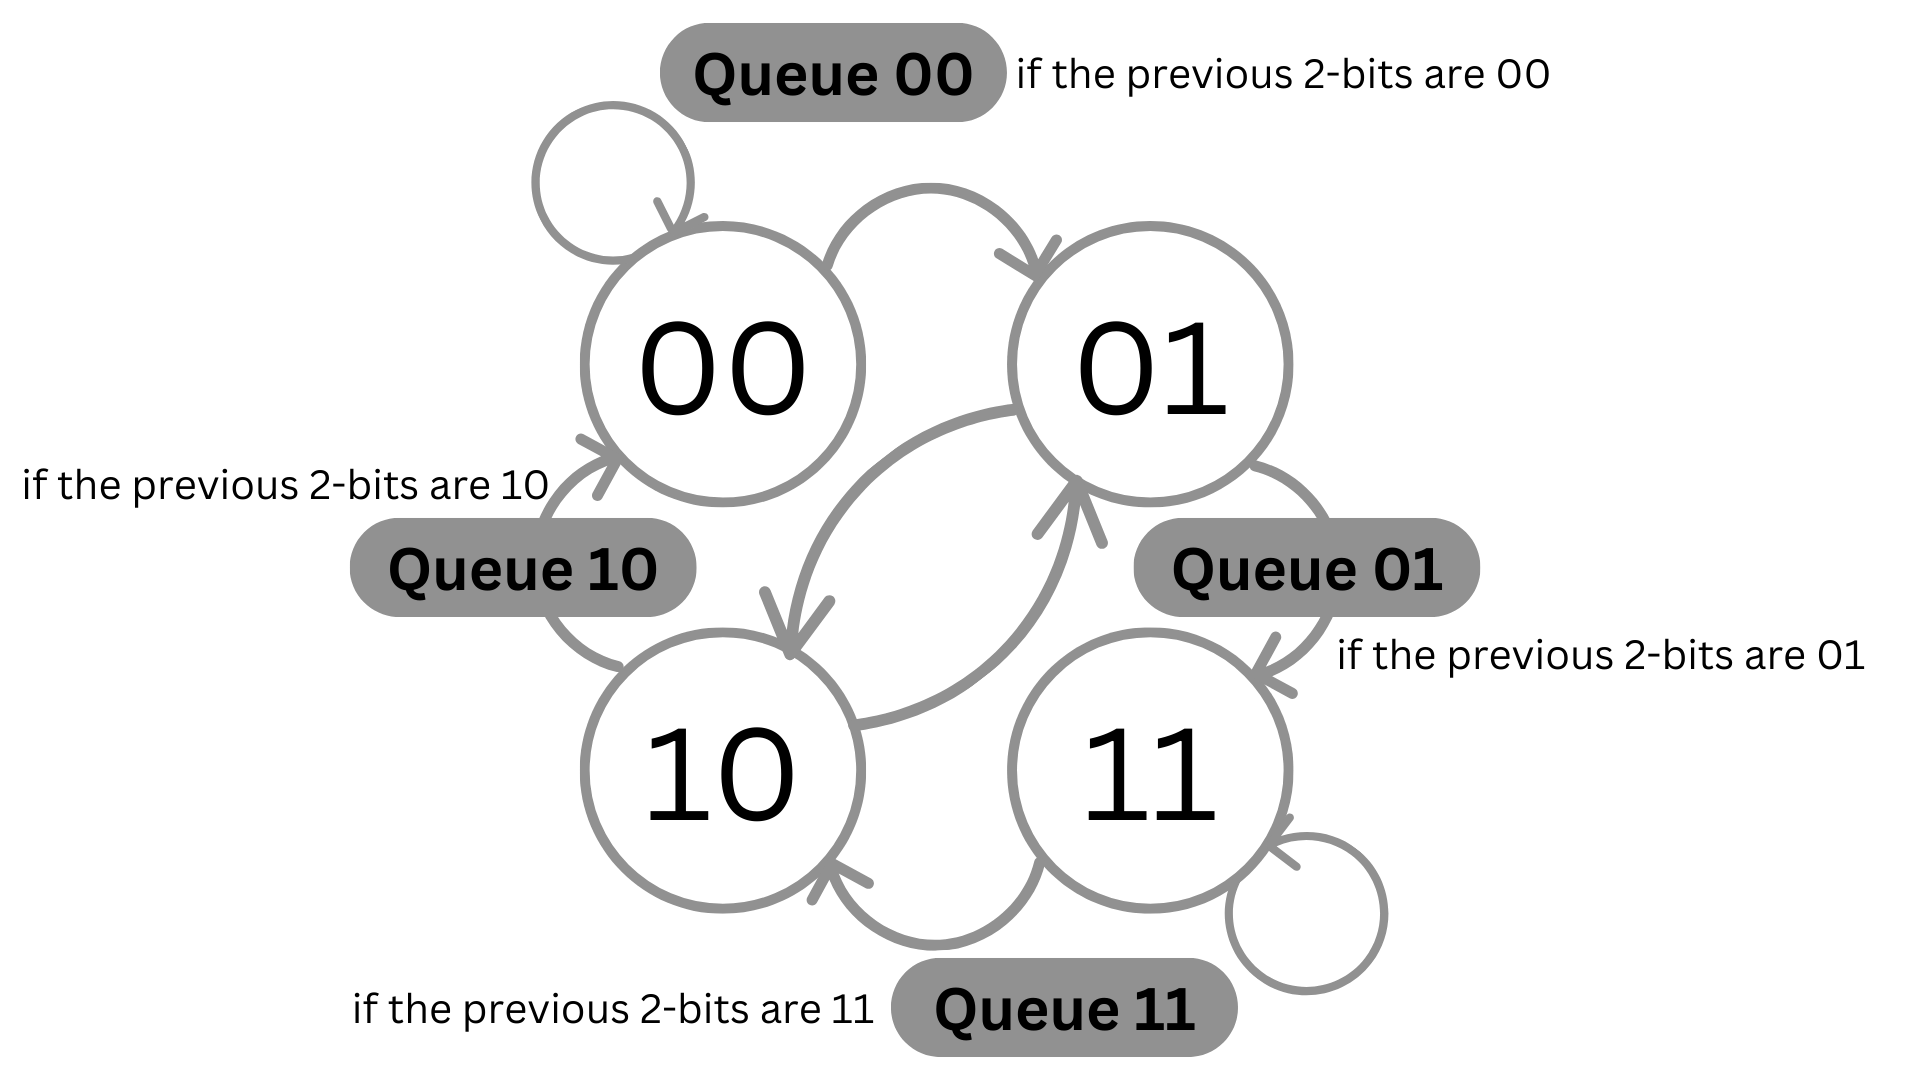 Queue 00 if the previous 2-bits are 00
00
01
if the previous 2-bits are 10
Queue 10
Queue 01
if the previous 2-bits are 01
10
11
if the previous 2-bits are 11 Queue 11